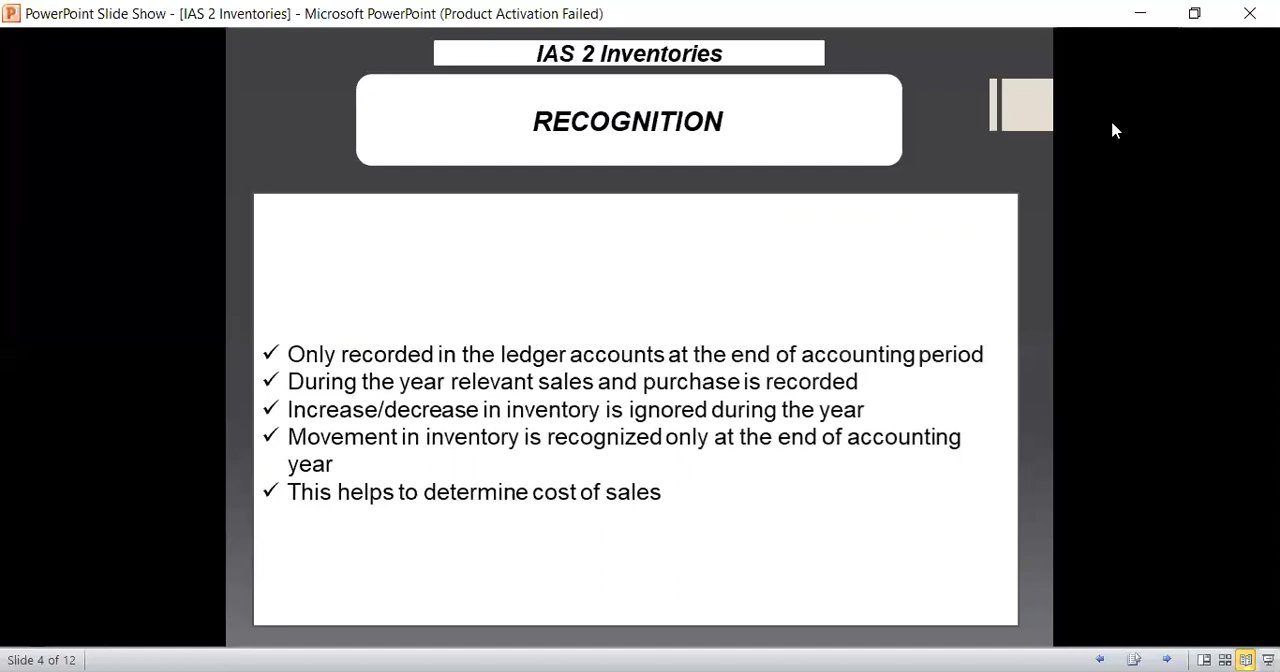 PowerPoint Slide Show - [IAS 2 Inventories] - Microsoft PowerPoint (Product Activation Failed)
IAS 2 Inventories
RECOGNITION
✓ Only recorded in the ledger accounts at the end of accounting period
✓ During the year relevant sales and purchase is recorded
✓ Increase/decrease in inventory is ignored during the year
✓ Movement in inventory is recognized only at the end of accounting
year
✓ This helps to determine cost of sales
Slide 4 of 12